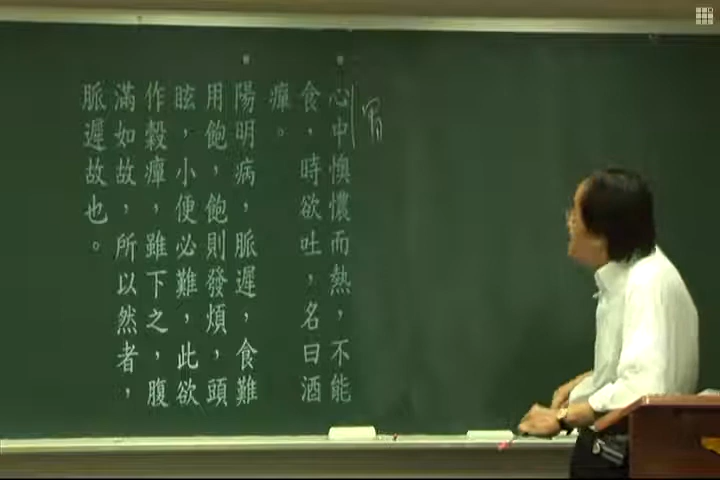 心中懊憹而熱，不能
食，時欲吐，名曰酒
癉。
陽明病，脈遲，食難
用飽，飽則發煩，頭
眩，小便必難，此欲
作穀癉，雖下之，腹
滿如故，所以然者，
脈遲故也。